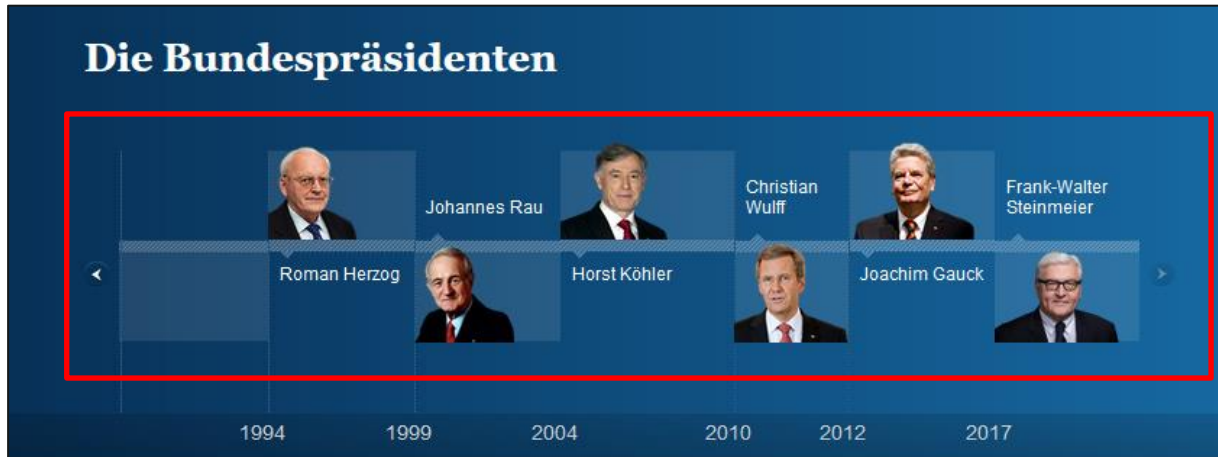 Die Bundespräsidenten
Johannes Rau
Christian
Wulff
Frank-Walter
Steinmeier
Roman Herzog
Horst Köhler
Joachim Gauck
1994
1999
2004
2010
2012
2017